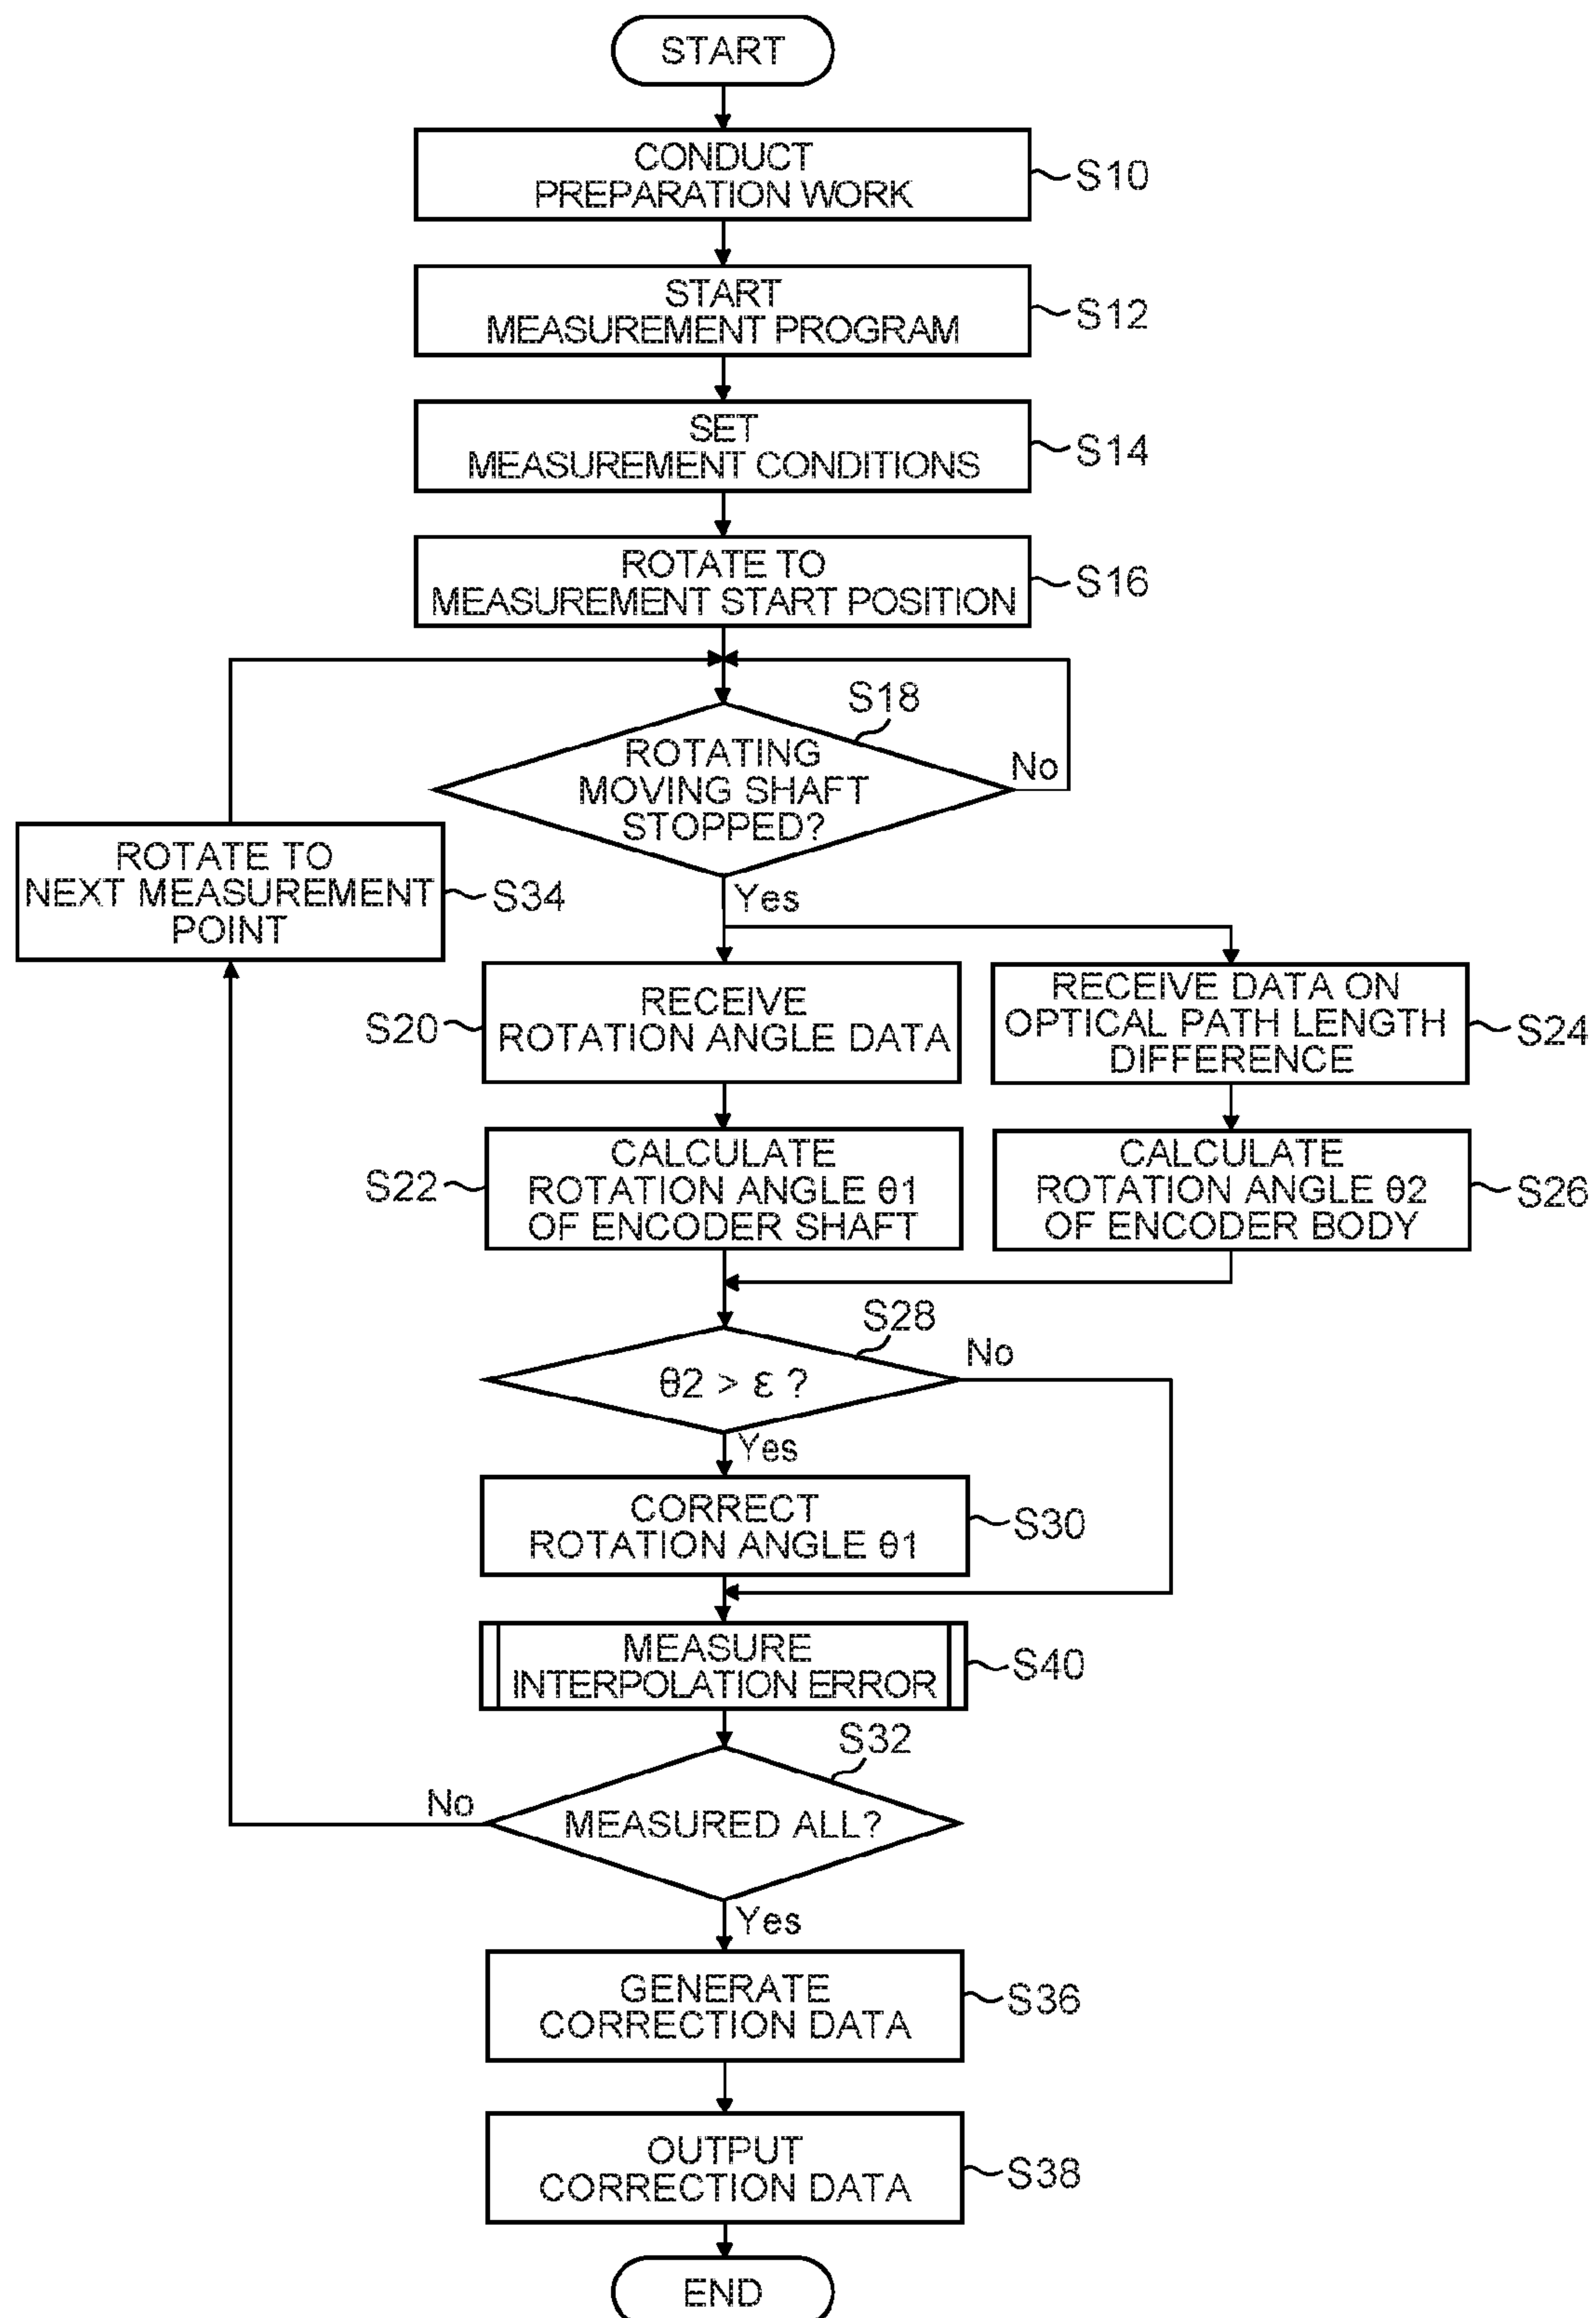 START
CONDUCT
PREPARATION WORK
S10
START
MEASUREMENT PROGRAM
S12
SET
MEASUREMENT CONDITIONS
S14
ROTATE TO
MEASUREMENT START POSITION
S16
S18
ROTATING
MOVING SHAFT
STOPPED?
No
Yes
ROTATE TO
NEXT MEASUREMENT
POINT
S34
RECEIVE
ROTATION ANGLE DATA
S20
RECEIVE DATA ON
OPTICAL PATH LENGTH
DIFFERENCE
S24
CALCULATE
ROTATION ANGLE θ1
OF ENCODER SHAFT
S22
CALCULATE
ROTATION ANGLE θ2
OF ENCODER BODY
S26
S28
θ2 > ε ?
No
Yes
CORRECT
ROTATION ANGLE θ1
S30
MEASURE
INTERPOLATION ERROR
S40
S32
MEASURED ALL?
No
Yes
GENERATE
CORRECTION DATA
S36
OUTPUT
CORRECTION DATA
S38
END